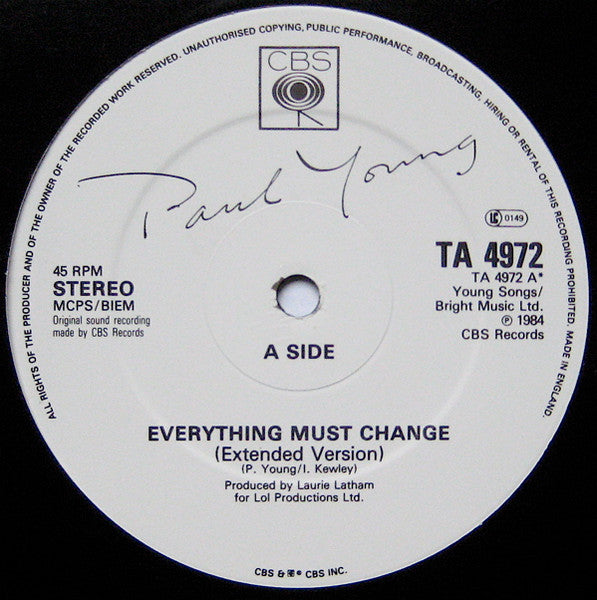 ALL RIGHTS OF THE PRODUCER AND OF THE OWNER OF THE RECORDED WORK RESERVED. UNAUTHORISED COPYING, PUBLIC PERFORMANCE, BROADCASTING, HIRING OR RENTAL OF THIS RECORDING PROHIBITED. MADE IN ENGLAND.
CBS
Paul Young
LC 0149
45 RPM
STEREO
MCPS/BIEM
Original sound recording
made by CBS Records
TA 4972
TA 4972 A*
Young Songs/
Bright Music Ltd.
℗ 1984
CBS Records
A SIDE
EVERYTHING MUST CHANGE
(Extended Version)
(P. Young/I. Kewley)
Produced by Laurie Latham
for Lol Productions Ltd.
CBS & ® CBS INC.